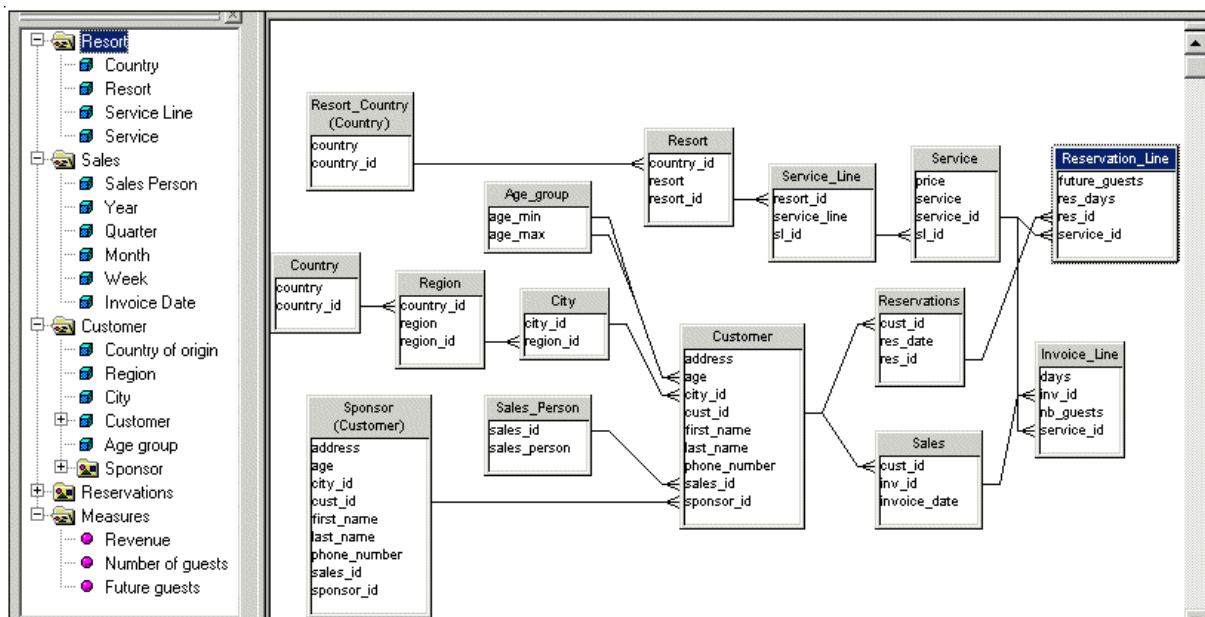 Resort
Country
Resort
Service Line
Service
Sales
Sales Person
Year
Quarter
Month
Week
Invoice Date
Customer
Country of origin
Region
City
Customer
Age group
Sponsor
Reservations
Measures
Revenue
Number of guests
Future guests
Resort_Country
(Country)
country
country_id
Resort
country_id
resort
resort_id
Service_Line
resort_id
service_line
sl_id
Service
price
service
service_id
sl_id
Reservation_Line
future_guests
res_days
res_id
service_id
Age_group
age_min
age_max
Country
country
country_id
Region
country_id
region
region_id
City
city_id
region_id
Customer
address
age
city_id
cust_id
first_name
last_name
phone_number
sales_id
sponsor_id
Reservations
cust_id
res_date
res_id
Invoice_Line
days
inv_id
nb_guests
service_id
Sponsor
(Customer)
address
age
city_id
cust_id
first_name
last_name
phone_number
sales_id
sponsor_id
Sales_Person
sales_id
sales_person
Sales
cust_id
inv_id
invoice_date